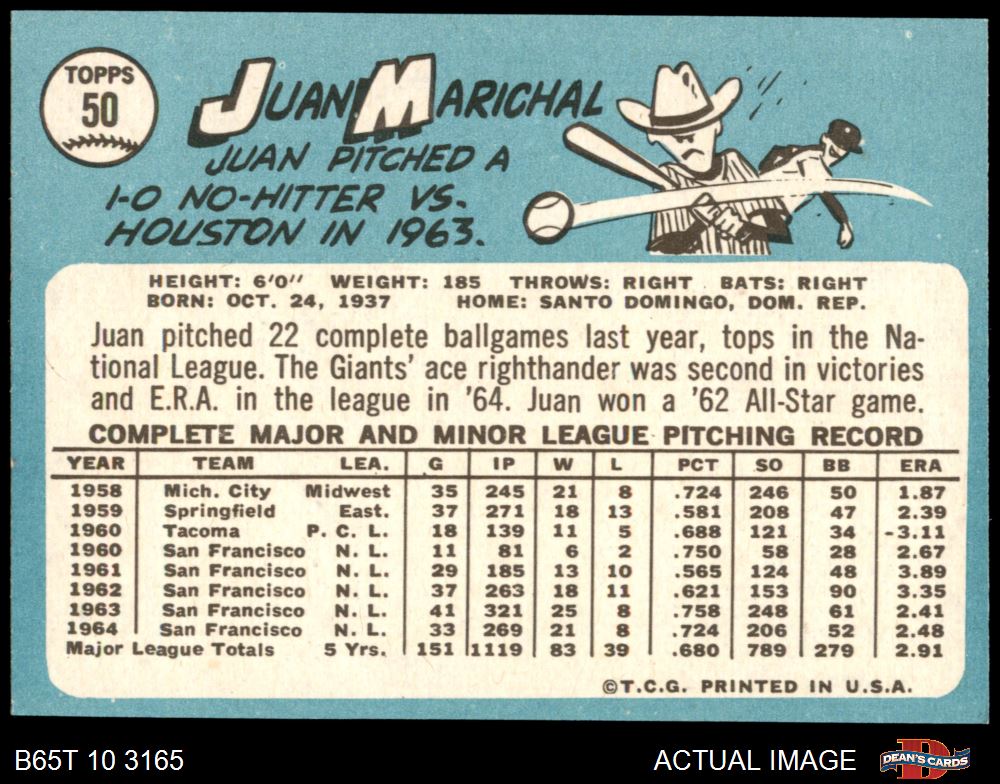 TOPPS
50
JUAN MARICHAL
JUAN PITCHED A
1-0 NO-HITTER VS.
HOUSTON IN 1963.
HEIGHT: 6'0" WEIGHT: 185 THROWS: RIGHT BATS: RIGHT
BORN: OCT. 24, 1937 HOME: SANTO DOMINGO, DOM. REP.
Juan pitched 22 complete ballgames last year, tops in the Na-
tional League. The Giants' ace righthander was second in victories
and E.R.A. in the league in '64. Juan won a '62 All-Star game.
COMPLETE MAJOR AND MINOR LEAGUE PITCHING RECORD
YEAR TEAM LEA. G IP W L PCT SO BB ERA
1958 Mich. City Midwest 35 245 21 8 .724 246 50 1.87
1959 Springfield East. 37 271 18 13 .581 208 47 2.39
1960 Tacoma P. C. L. 18 139 11 5 .688 121 34 -3.11
1960 San Francisco N. L. 11 81 6 2 .750 58 28 2.67
1961 San Francisco N. L. 29 185 13 10 .565 124 48 3.89
1962 San Francisco N. L. 37 263 18 11 .621 153 90 3.35
1963 San Francisco N. L. 41 321 25 8 .758 248 61 2.41
1964 San Francisco N. L. 33 269 21 8 .724 206 52 2.48
Major League Totals 5 Yrs. 151 1119 83 39 .680 789 279 2.91
©T.C.G. PRINTED IN U.S.A.
B65T 10 3165 ACTUAL IMAGE DEAN'S CARDS